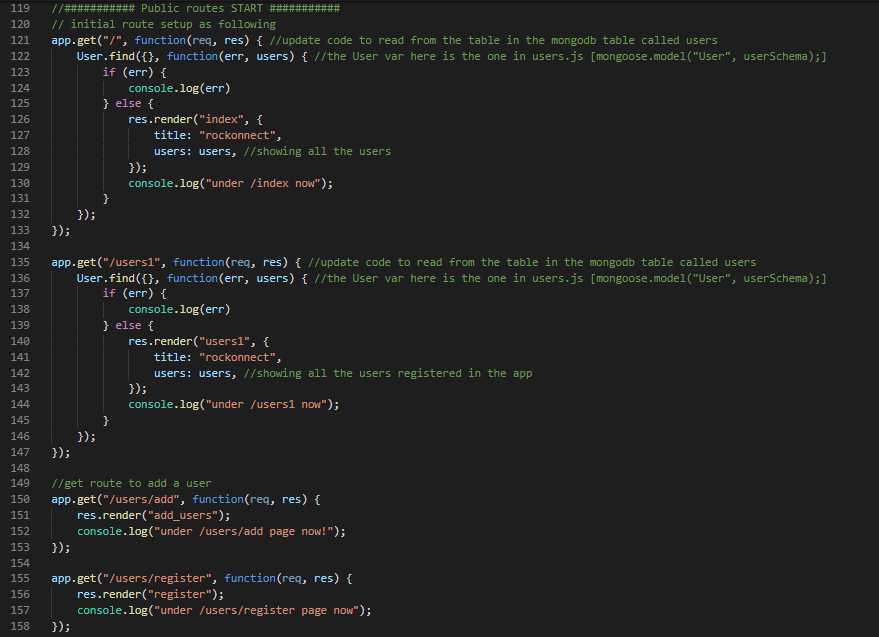 119 //########### Public routes START ###########
120 // initial route setup as following
121 app.get("/", function(req, res) { //update code to read from the table in the mongodb table called users
122     User.find({}, function(err, users) { //the User var here is the one in users.js [mongoose.model("User", userSchema);]
123         if (err) {
124             console.log(err)
125         } else {
126             res.render("index", {
127                 title: "rockonnect",
128                 users: users, //showing all the users
129             });
130             console.log("under /index now");
131         }
132     });
133 });
134
135 app.get("/users1", function(req, res) { //update code to read from the table in the mongodb table called users
136     User.find({}, function(err, users) { //the User var here is the one in users.js [mongoose.model("User", userSchema);]
137         if (err) {
138             console.log(err)
139         } else {
140             res.render("users1", {
141                 title: "rockonnect",
142                 users: users, //showing all the users registered in the app
143             });
144             console.log("under /users1 now");
145         }
146     });
147 });
148
149 //get route to add a user
150 app.get("/users/add", function(req, res) {
151     res.render("add_users");
152     console.log("under /users/add page now!");
153 });
154
155 app.get("/users/register", function(req, res) {
156     res.render("register");
157     console.log("under /users/register page now");
158 });